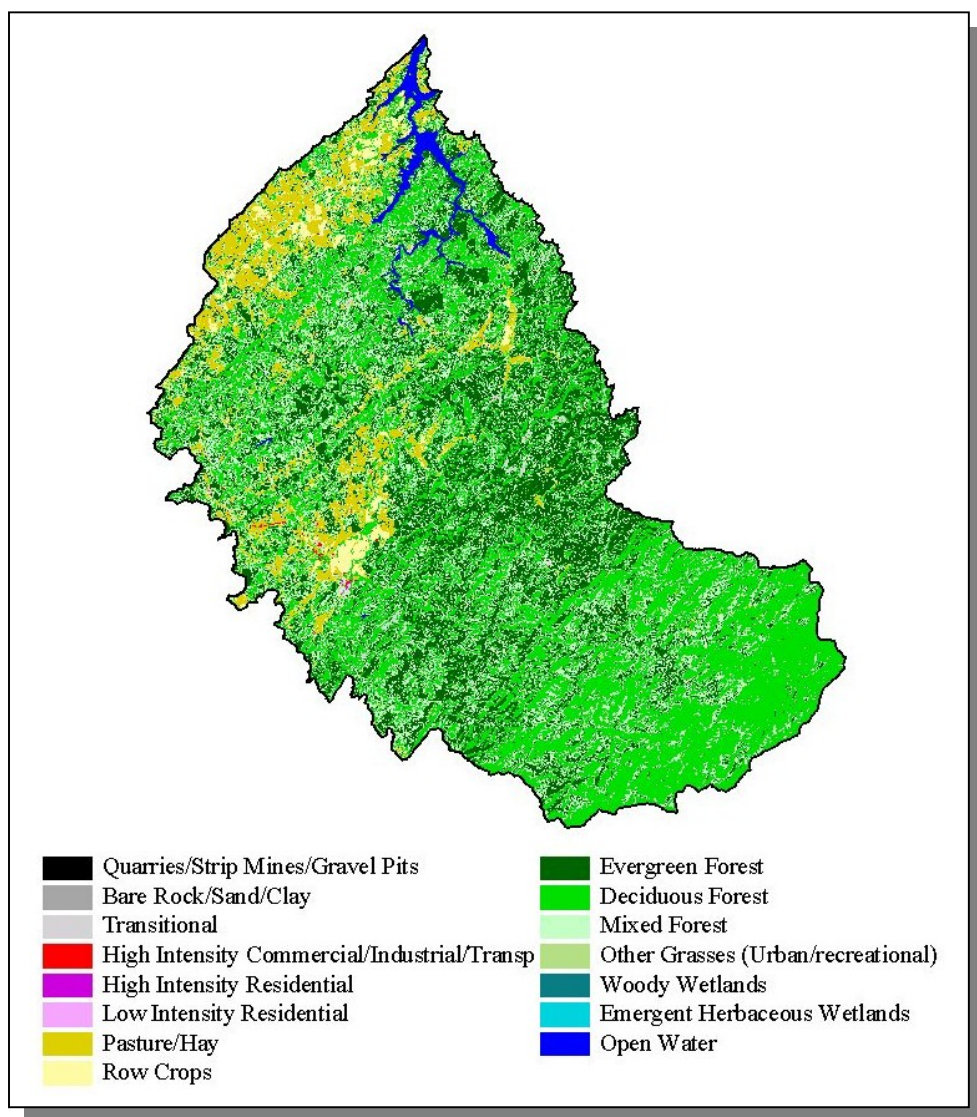 Quarries/Strip Mines/Gravel Pits
Bare Rock/Sand/Clay
Transitional
High Intensity Commercial/Industrial/Transp
High Intensity Residential
Low Intensity Residential
Pasture/Hay
Row Crops
Evergreen Forest
Deciduous Forest
Mixed Forest
Other Grasses (Urban/recreational)
Woody Wetlands
Emergent Herbaceous Wetlands
Open Water